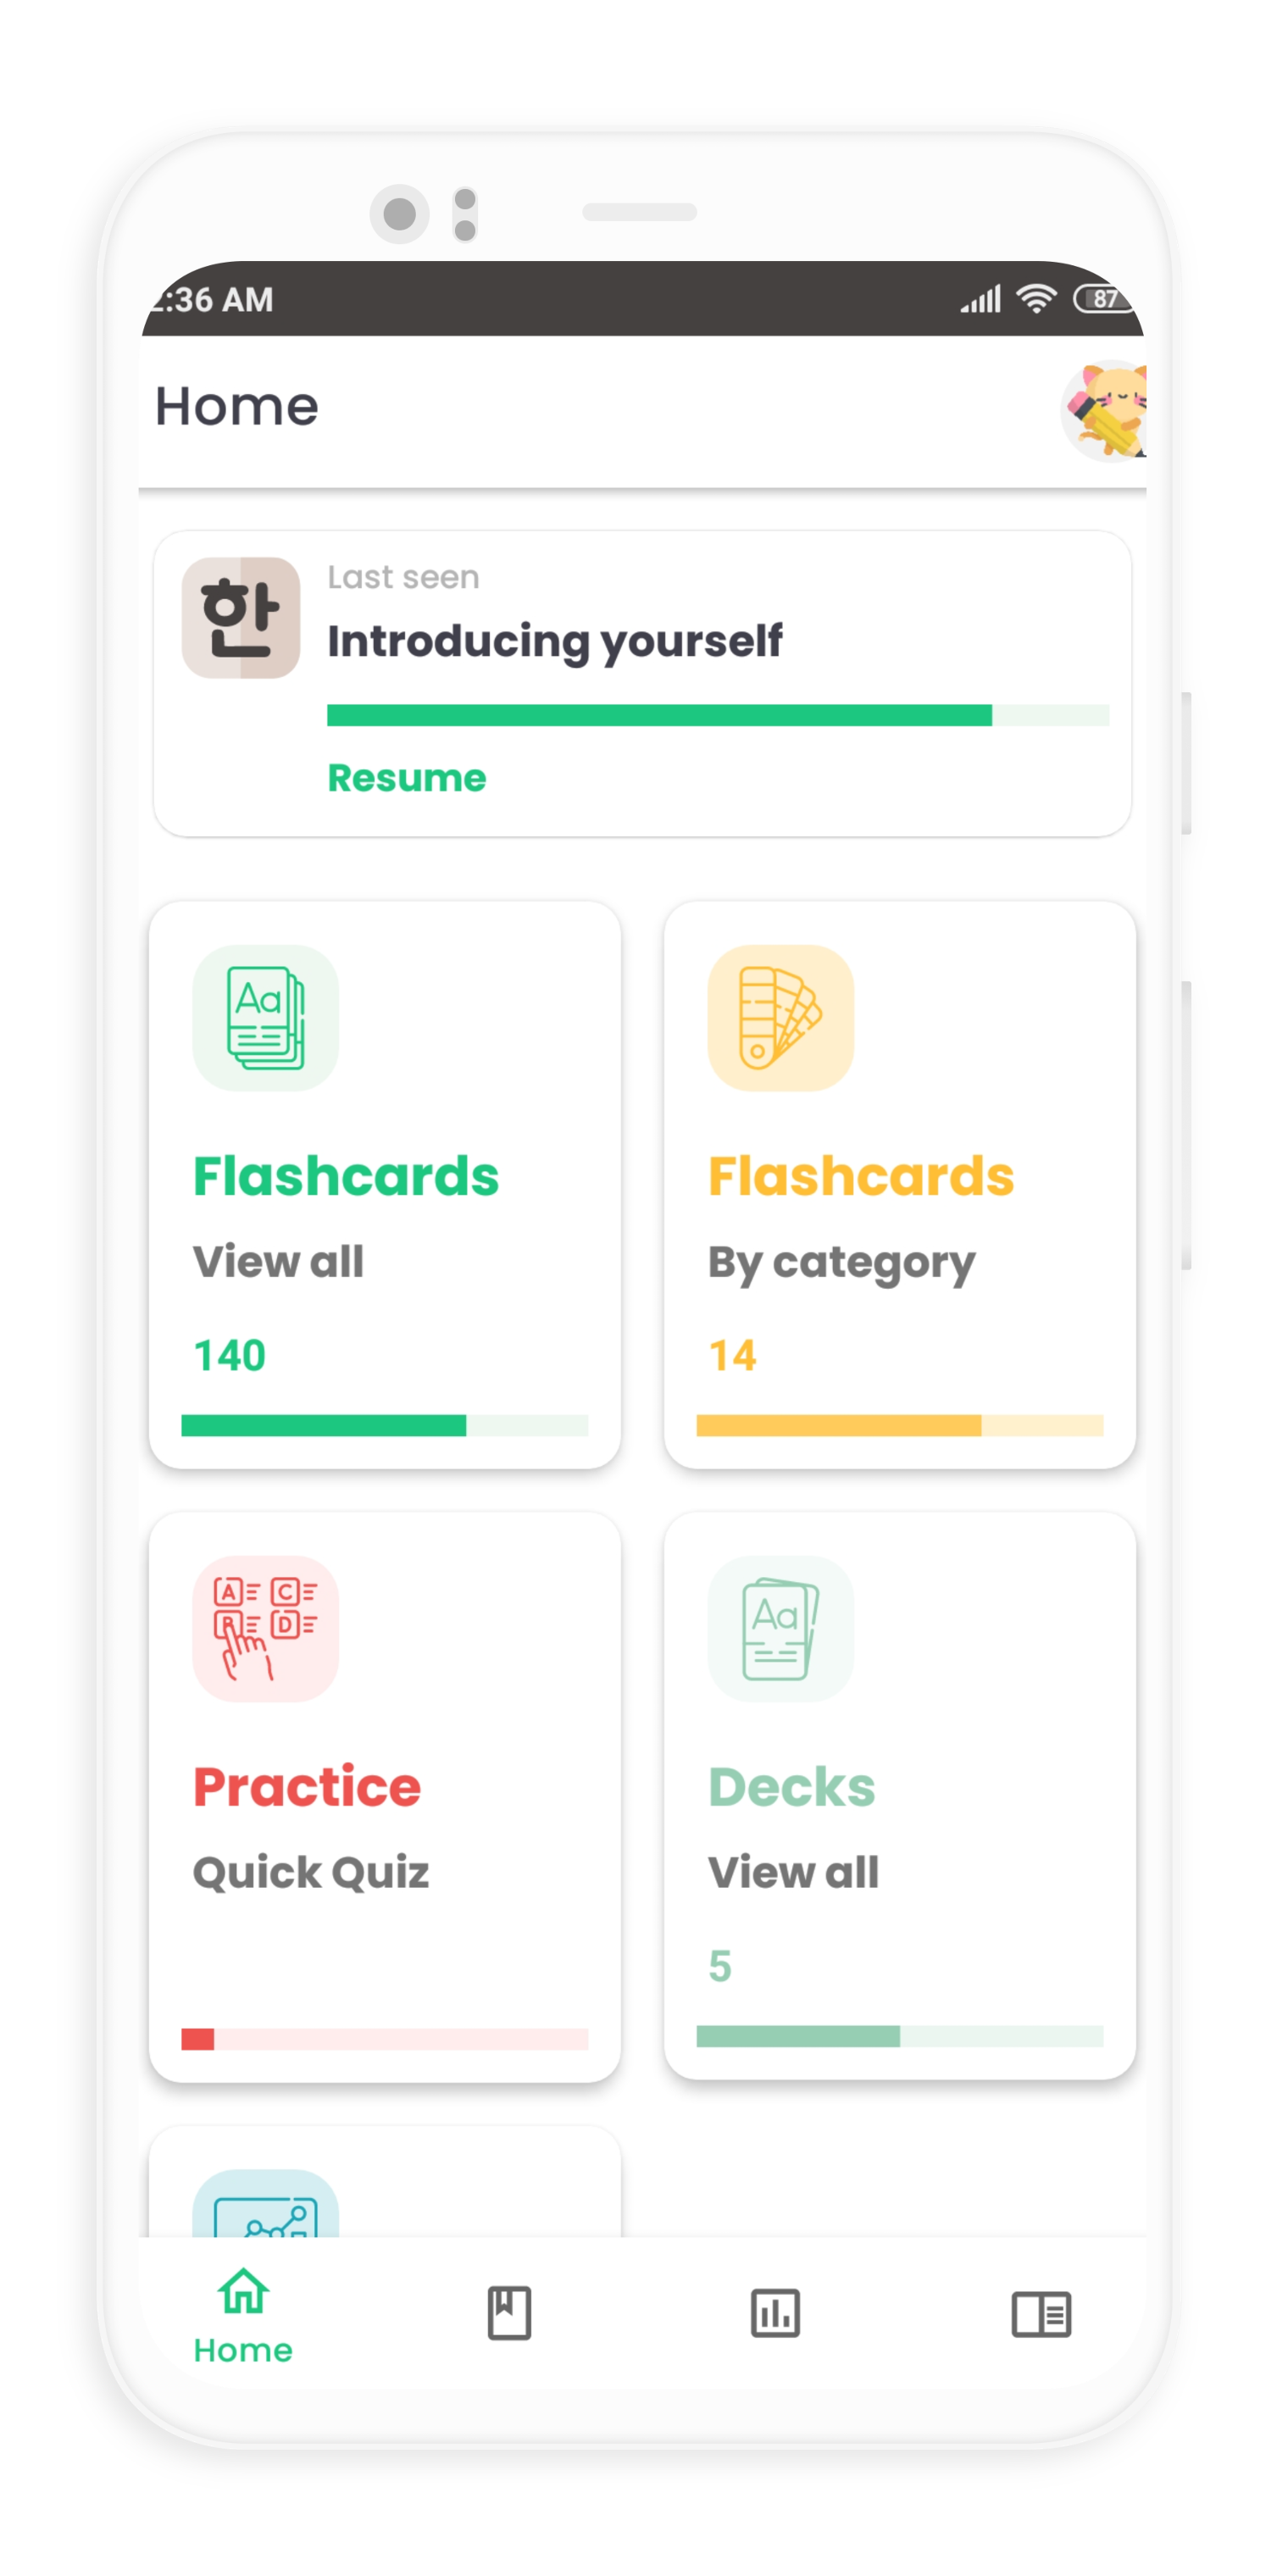 2:36 AM
87
Home
한
Last seen
Introducing yourself
Resume
Aa
Flashcards
View all
140
Flashcards
By category
14
A C
B D
Practice
Quick Quiz
Aa
Decks
View all
5
Home